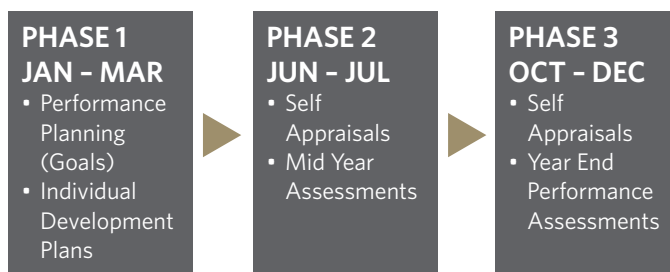 PHASE 1
JAN – MAR
• Performance
Planning
(Goals)
• Individual
Development
Plans
PHASE 2
JUN – JUL
• Self
Appraisals
• Mid Year
Assessments
PHASE 3
OCT – DEC
• Self
Appraisals
• Year End
Performance
Assessments